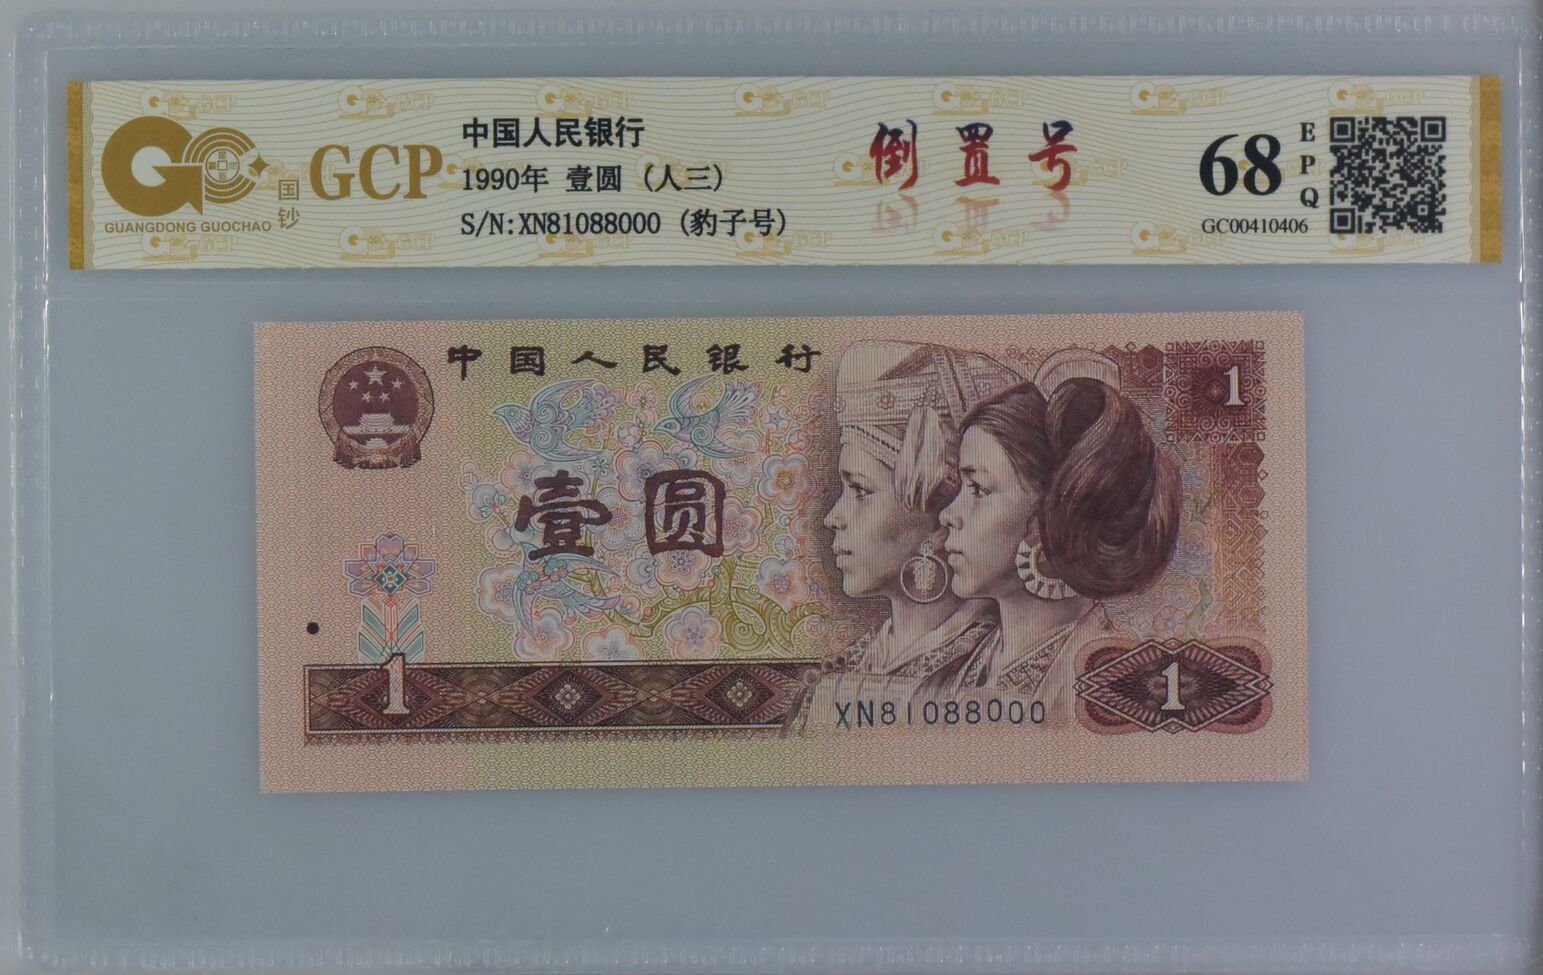 GCP
GUANGDONG GUOCHAO
国钞
中国人民银行
1990年 壹圆 (人三)
S/N:XN81088000 (豹子号)
倒置号
68
EPQ
GC00410406
中国人民银行
1
壹圆
1
1
XN81088000